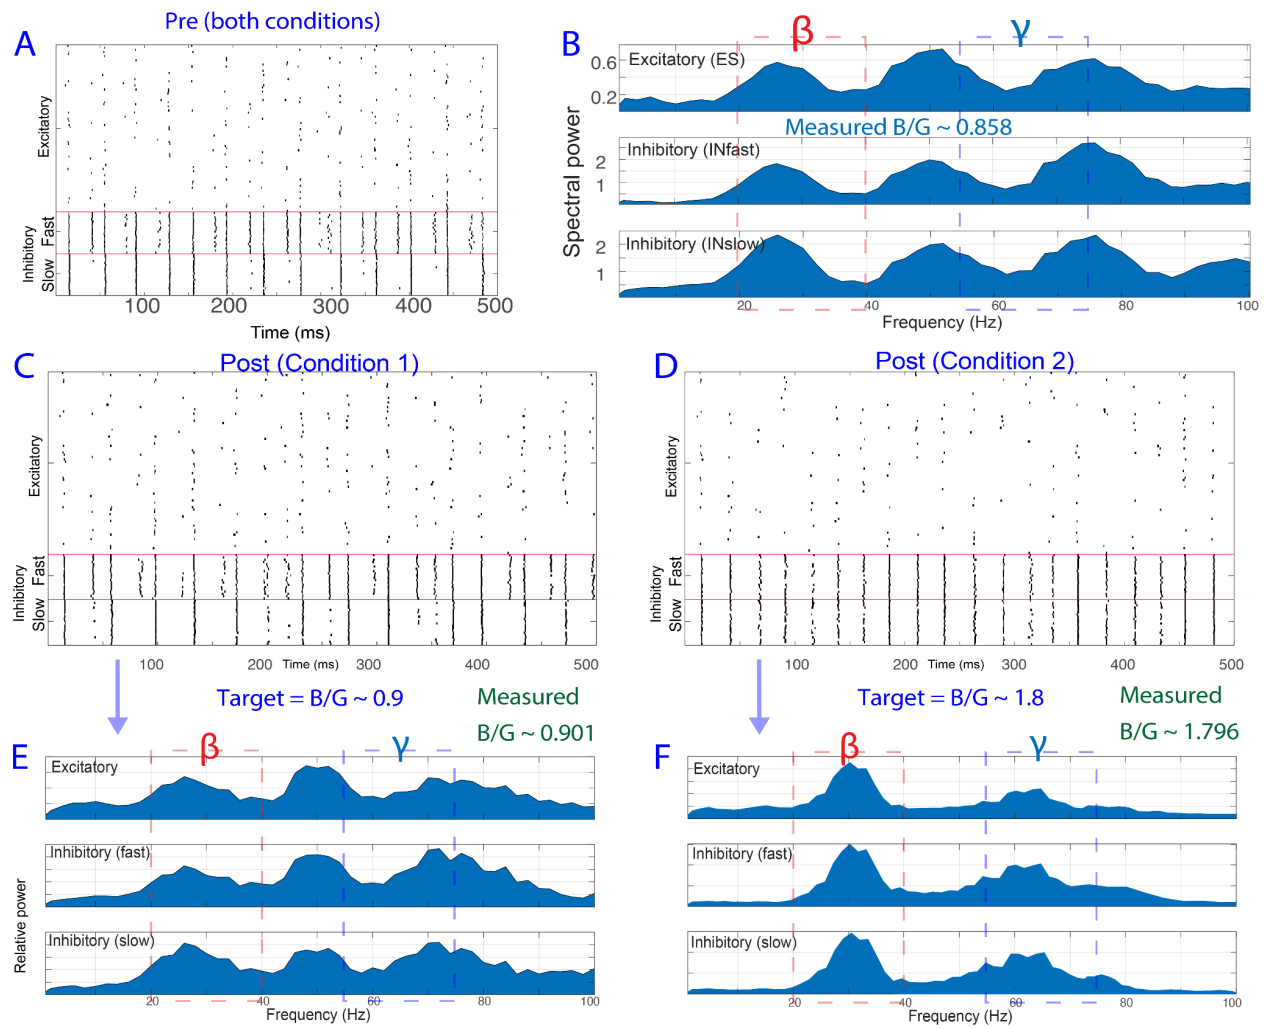 A
Pre (both conditions)
Excitatory
Inhibitory
Fast
Slow
100 200 300 400 500
Time (ms)
B
β γ
Excitatory (ES)
0.6
0.2
Measured B/G ~ 0.858
Inhibitory (INfast)
2
1
Inhibitory (INslow)
2
1
Spectral power
20 40 60 80 100
Frequency (Hz)
C
Post (Condition 1)
Excitatory
Inhibitory
Fast
Slow
100 200 Time (ms) 300 400 500
D
Post (Condition 2)
Excitatory
Inhibitory
Fast
Slow
100 200 Time (ms) 300 400 500
Target = B/G ~ 0.9
Measured
B/G ~ 0.901
Target = B/G ~ 1.8
Measured
B/G ~ 1.796
E
β γ
Excitatory
Inhibitory (fast)
Inhibitory (slow)
Relative power
20 40 60 80 100
Frequency (Hz)
F
β γ
Excitatory
Inhibitory (fast)
Inhibitory (slow)
20 40 60 80 100
Frequency (Hz)